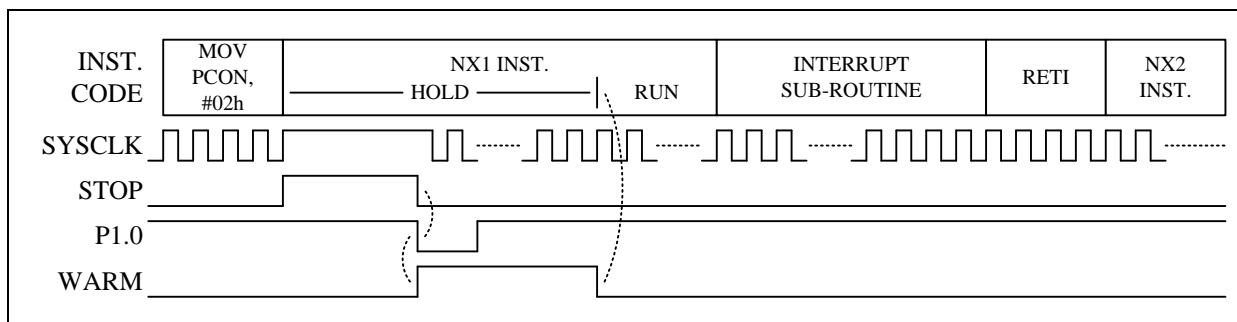 INST. CODE
MOV PCON, #02h
NX1 INST.
HOLD
RUN
INTERRUPT SUB-ROUTINE
RETI
NX2 INST.
SYSCLK
STOP
P1.0
WARM